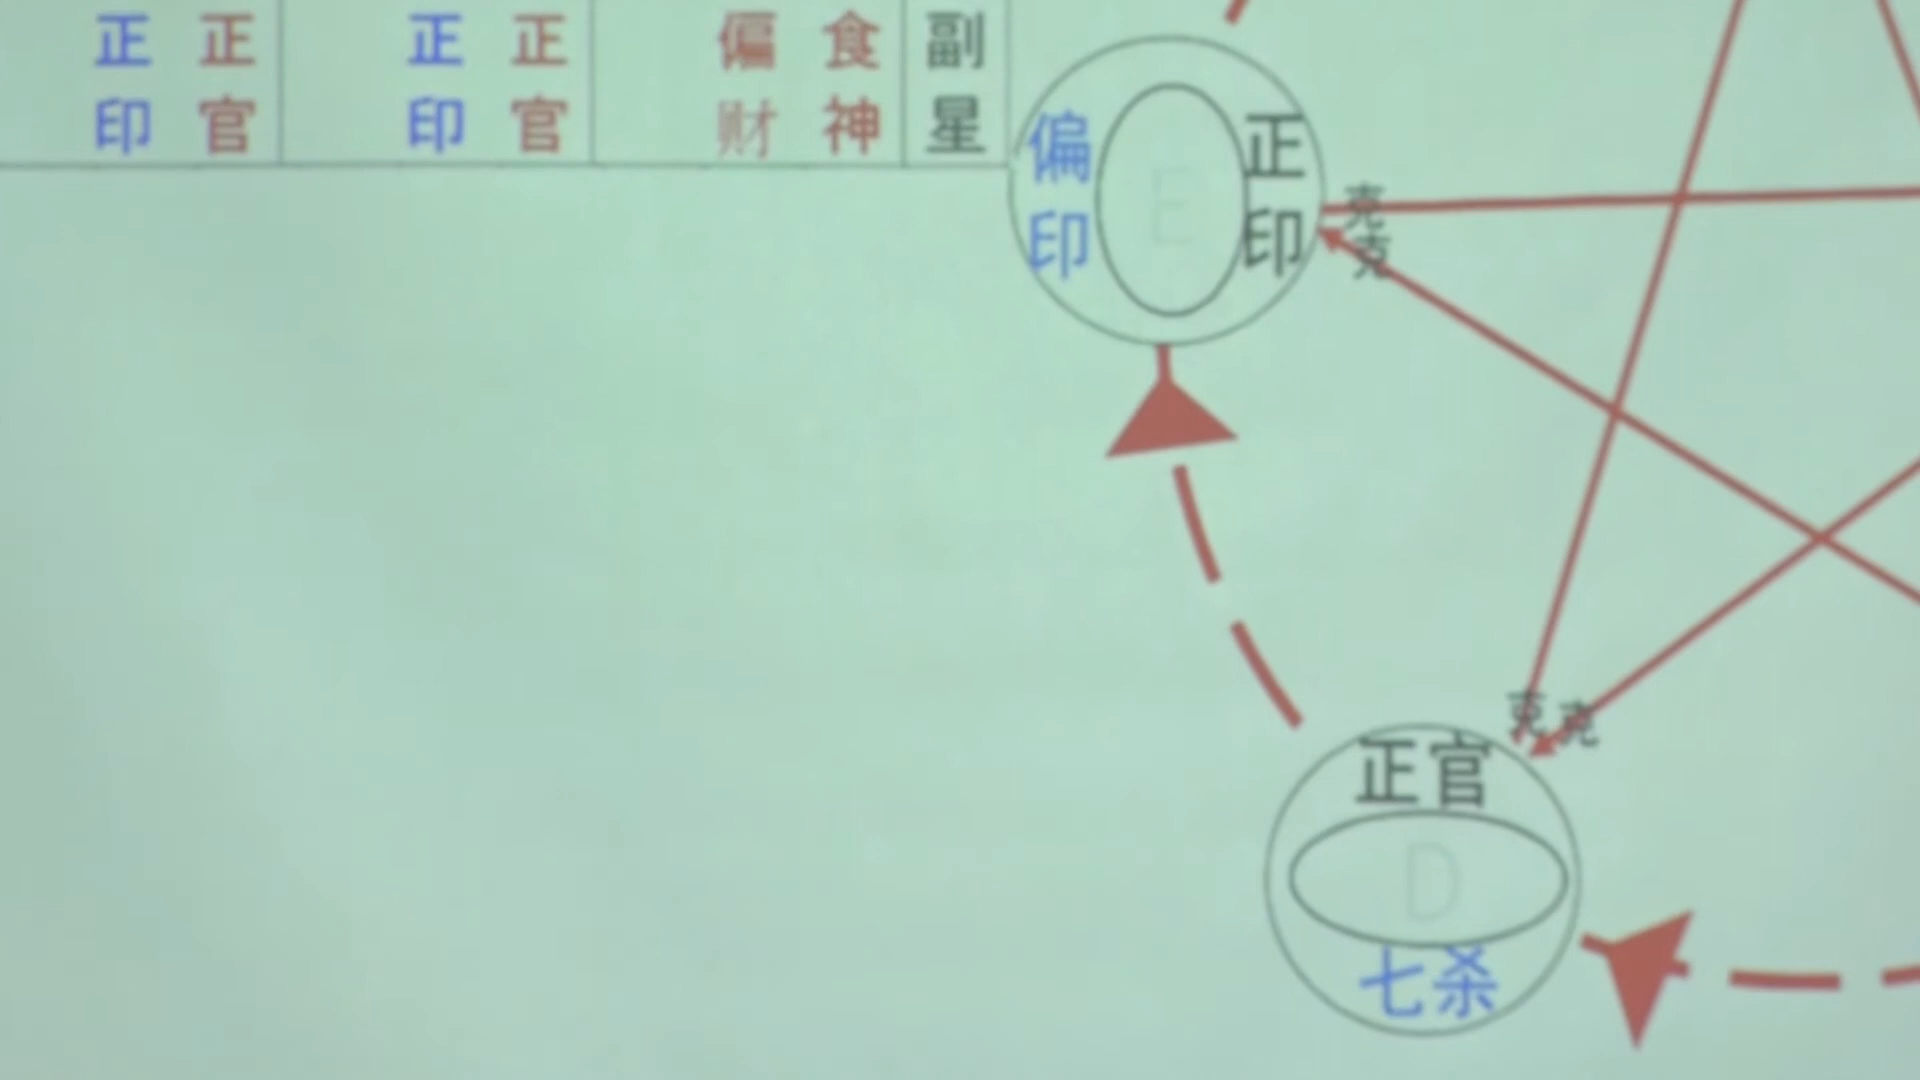 正印 正官 正印 正官 偏财 食神 副星
偏印 E 正印
克
克
克 克
正官
D
七杀